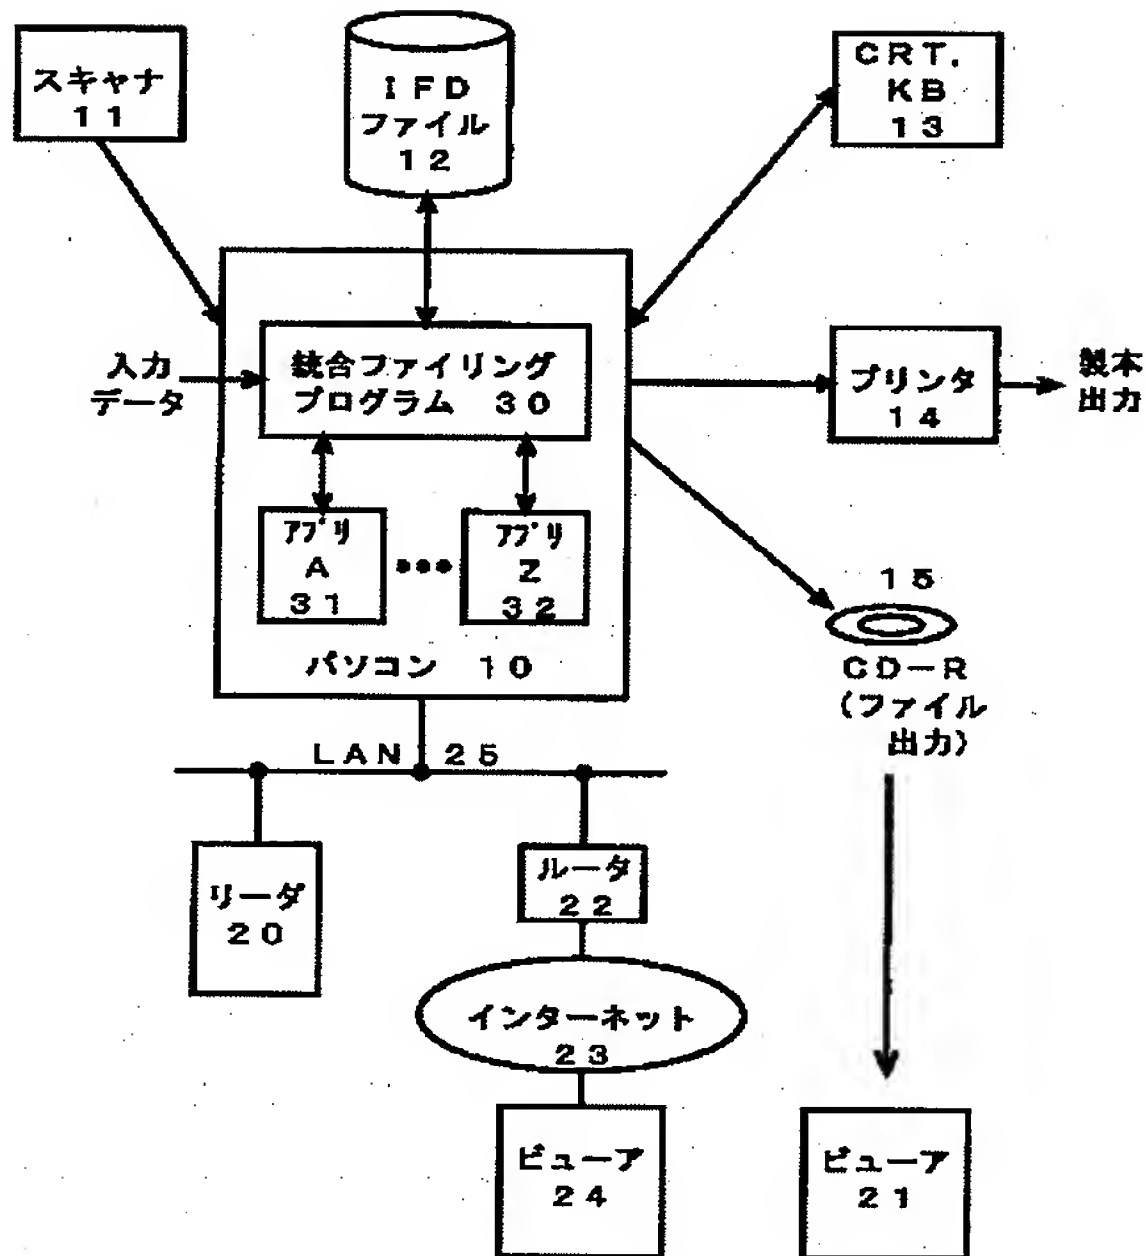 スキャナ
11
IFD
ファイル
12
CRT.
KB
13
入力
データ
統合ファイリング
プログラム 30
プリンタ
14
製本
出力
アプリ
A
31
•••
アプリ
Z
32
パソコン 10
15
CD-R
(ファイル
出力)
LAN 25
リーダ
20
ルータ
22
インターネット
23
ビューア
24
ビューア
21